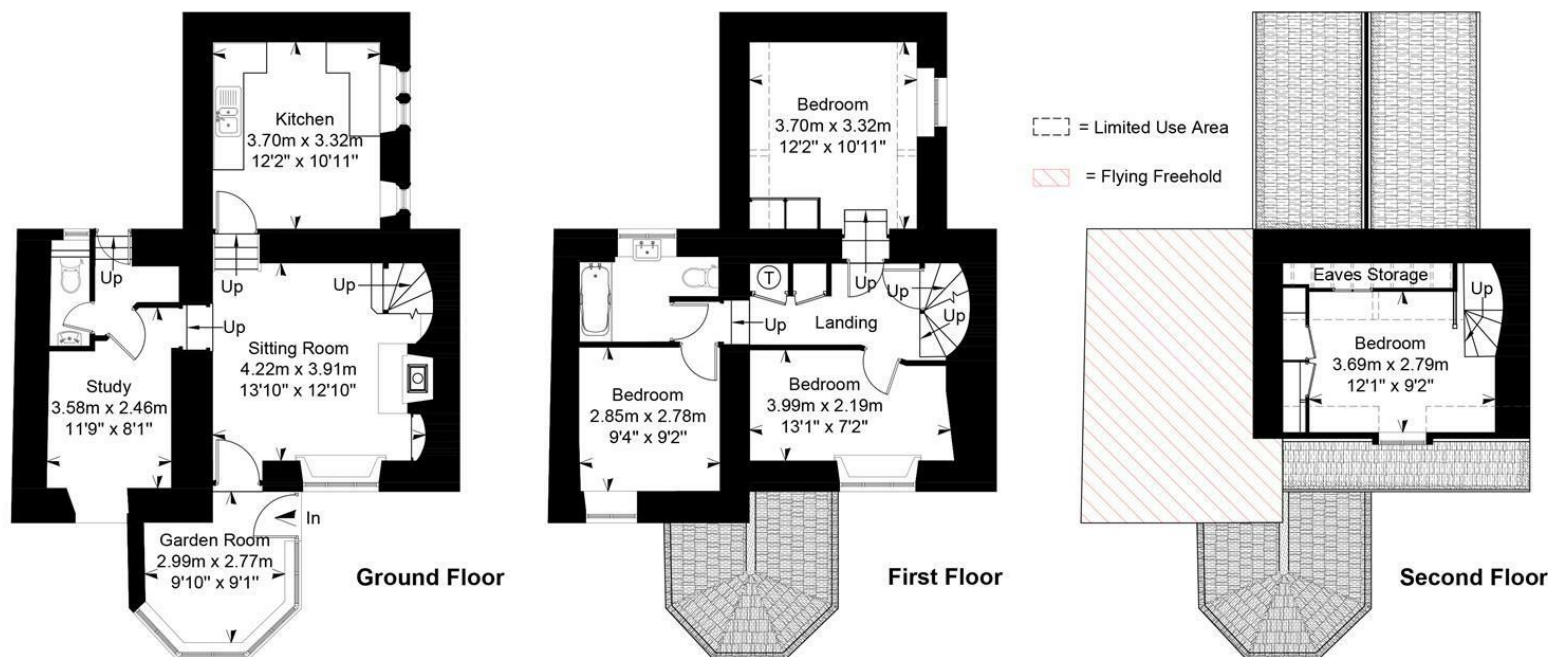 Kitchen
3.70m x 3.32m
12'2" x 10'11"
Up
Up
Up
Up
Sitting Room
4.22m x 3.91m
13'10" x 12'10"
Study
3.58m x 2.46m
11'9" x 8'1"
In
Garden Room
2.99m x 2.77m
9'10" x 9'1"
Ground Floor
Bedroom
3.70m x 3.32m
12'2" x 10'11"
T
Up
Up
Up
Up
Landing
Bedroom
2.85m x 2.78m
9'4" x 9'2"
Bedroom
3.99m x 2.19m
13'1" x 7'2"
First Floor
= Limited Use Area
= Flying Freehold
Eaves Storage
Up
Bedroom
3.69m x 2.79m
12'1" x 9'2"
Second Floor